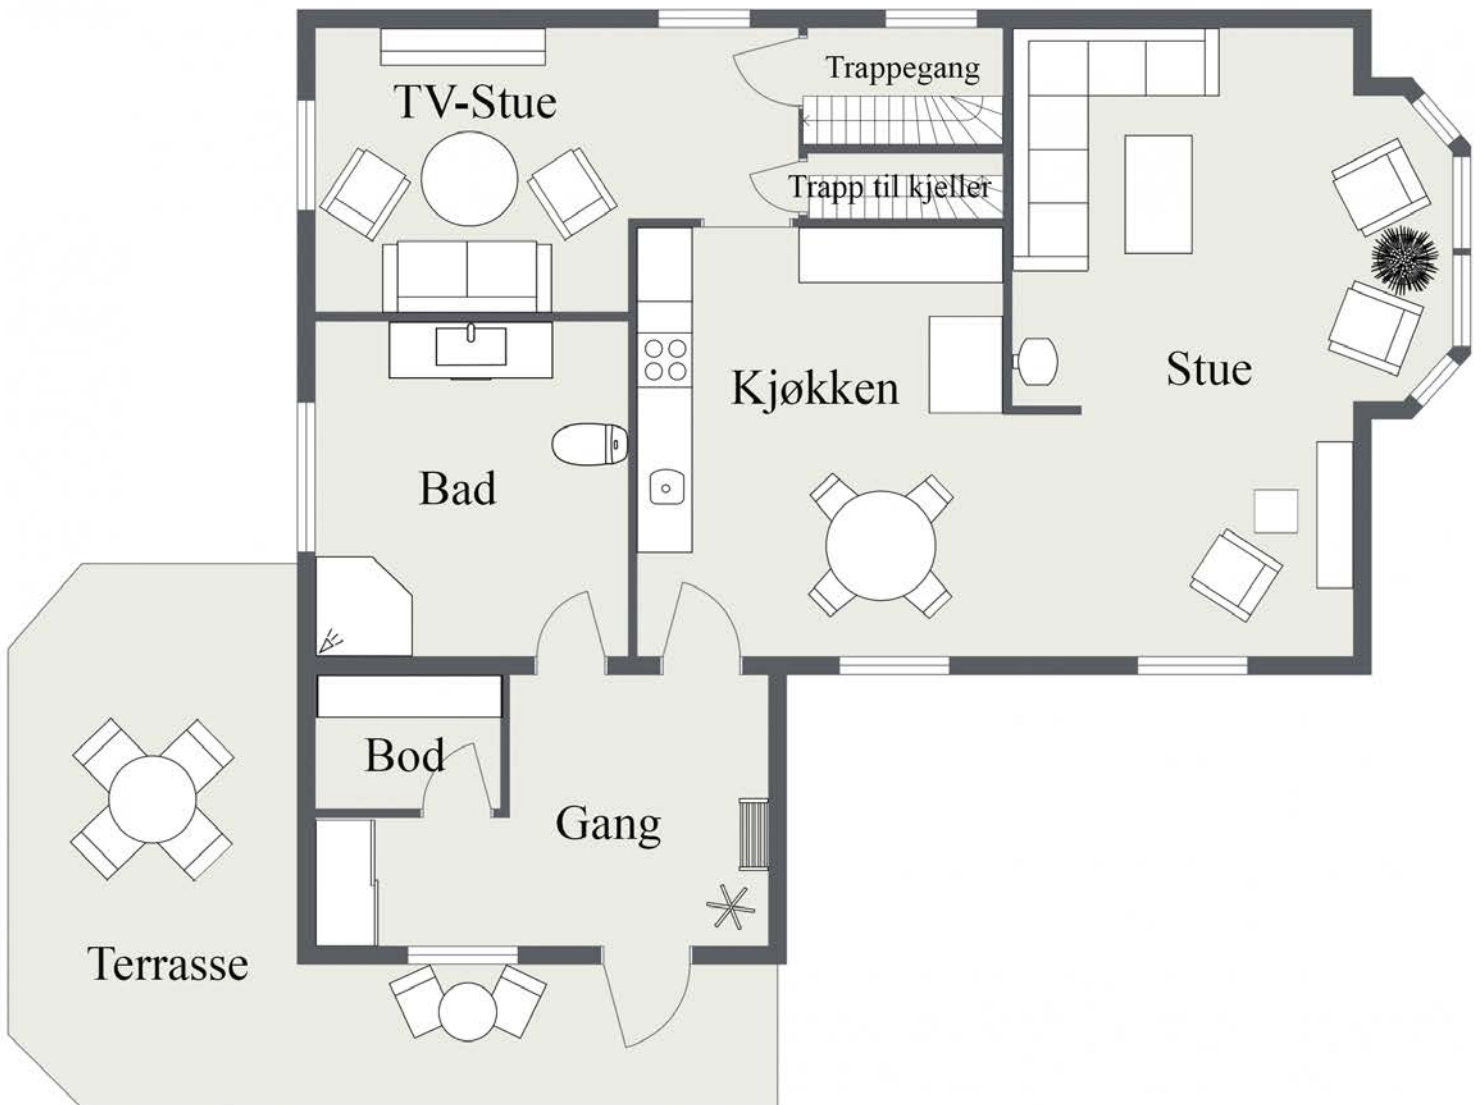 Trappegang
TV-Stue
Trapp til kjeller
Kjøkken
Stue
Bad
Bod
Gang
Terrasse